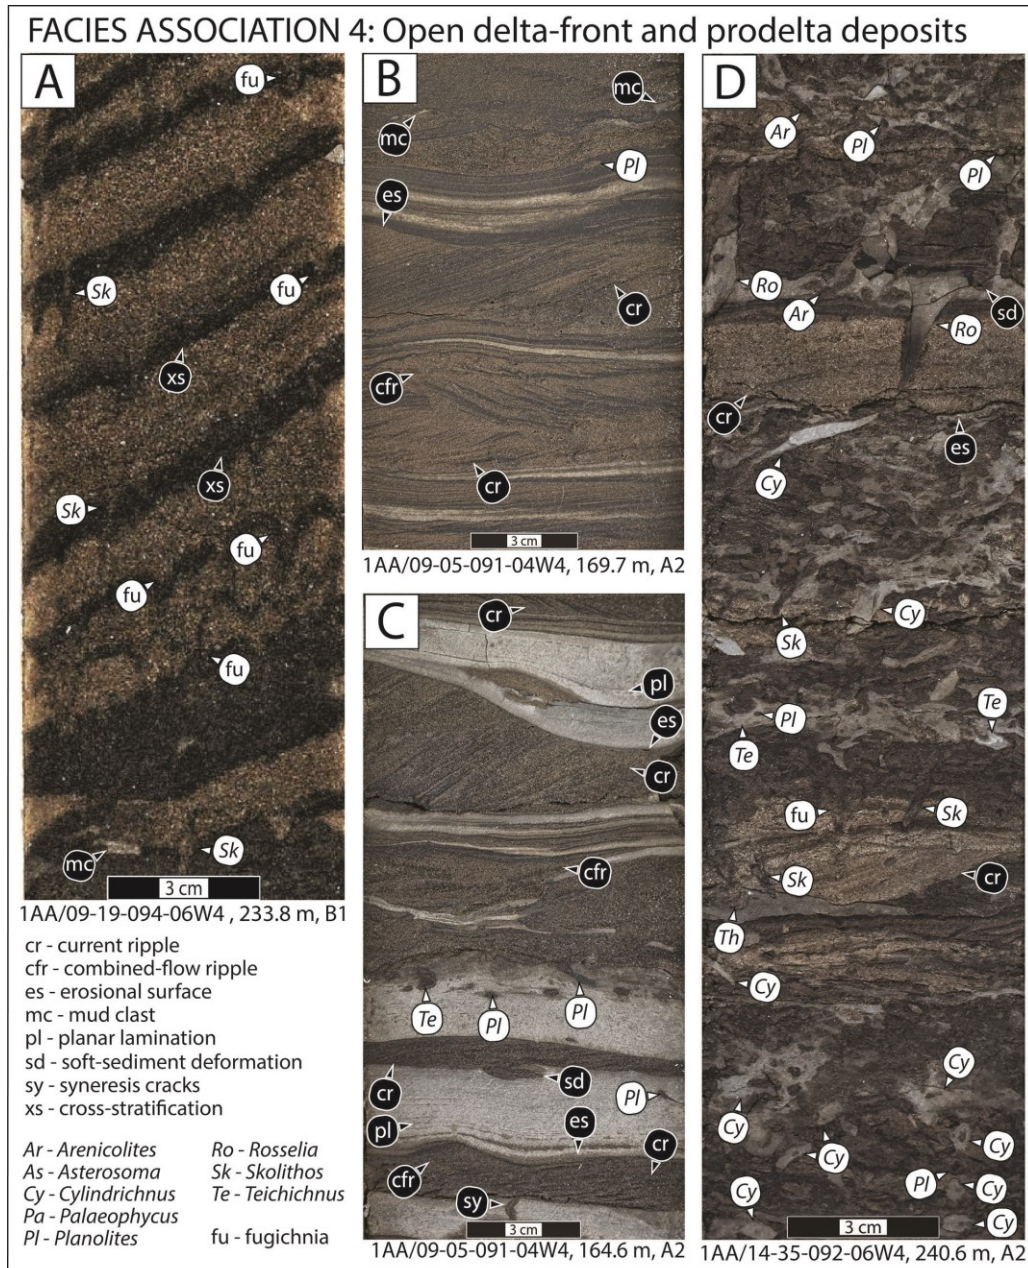 FACIES ASSOCIATION 4: Open delta-front and prodelta deposits
A
fu
Sk
fu
xs
xs
Sk
fu
fu
fu
mc
Sk
3 cm
1AA/09-19-094-06W4 , 233.8 m, B1
B
mc
mc
Pl
es
cr
cfr
cr
3 cm
1AA/09-05-091-04W4, 169.7 m, A2
C
cr
pl
es
cr
cfr
Te
Pl
Pl
cr
sd
Pl
pl
es
cr
cfr
sy
3 cm
1AA/09-05-091-04W4, 164.6 m, A2
D
Ar
Pl
Pl
Ro
Ar
sd
Ro
cr
es
Cy
Cy
Sk
Te
Pl
Te
fu
Sk
Sk
cr
Th
Cy
Cy
Cy
Cy
Cy
Pl
Cy
Cy
Cy
3 cm
1AA/14-35-092-06W4, 240.6 m, A2
cr - current ripple
cfr - combined-flow ripple
es - erosional surface
mc - mud clast
pl - planar lamination
sd - soft-sediment deformation
sy - syneresis cracks
xs - cross-stratification
Ar - Arenicolites
As - Asterosoma
Cy - Cylindrichnus
Pa - Palaeophycus
Pl - Planolites
Ro - Rosselia
Sk - Skolithos
Te - Teichichnus
fu - fugichnia